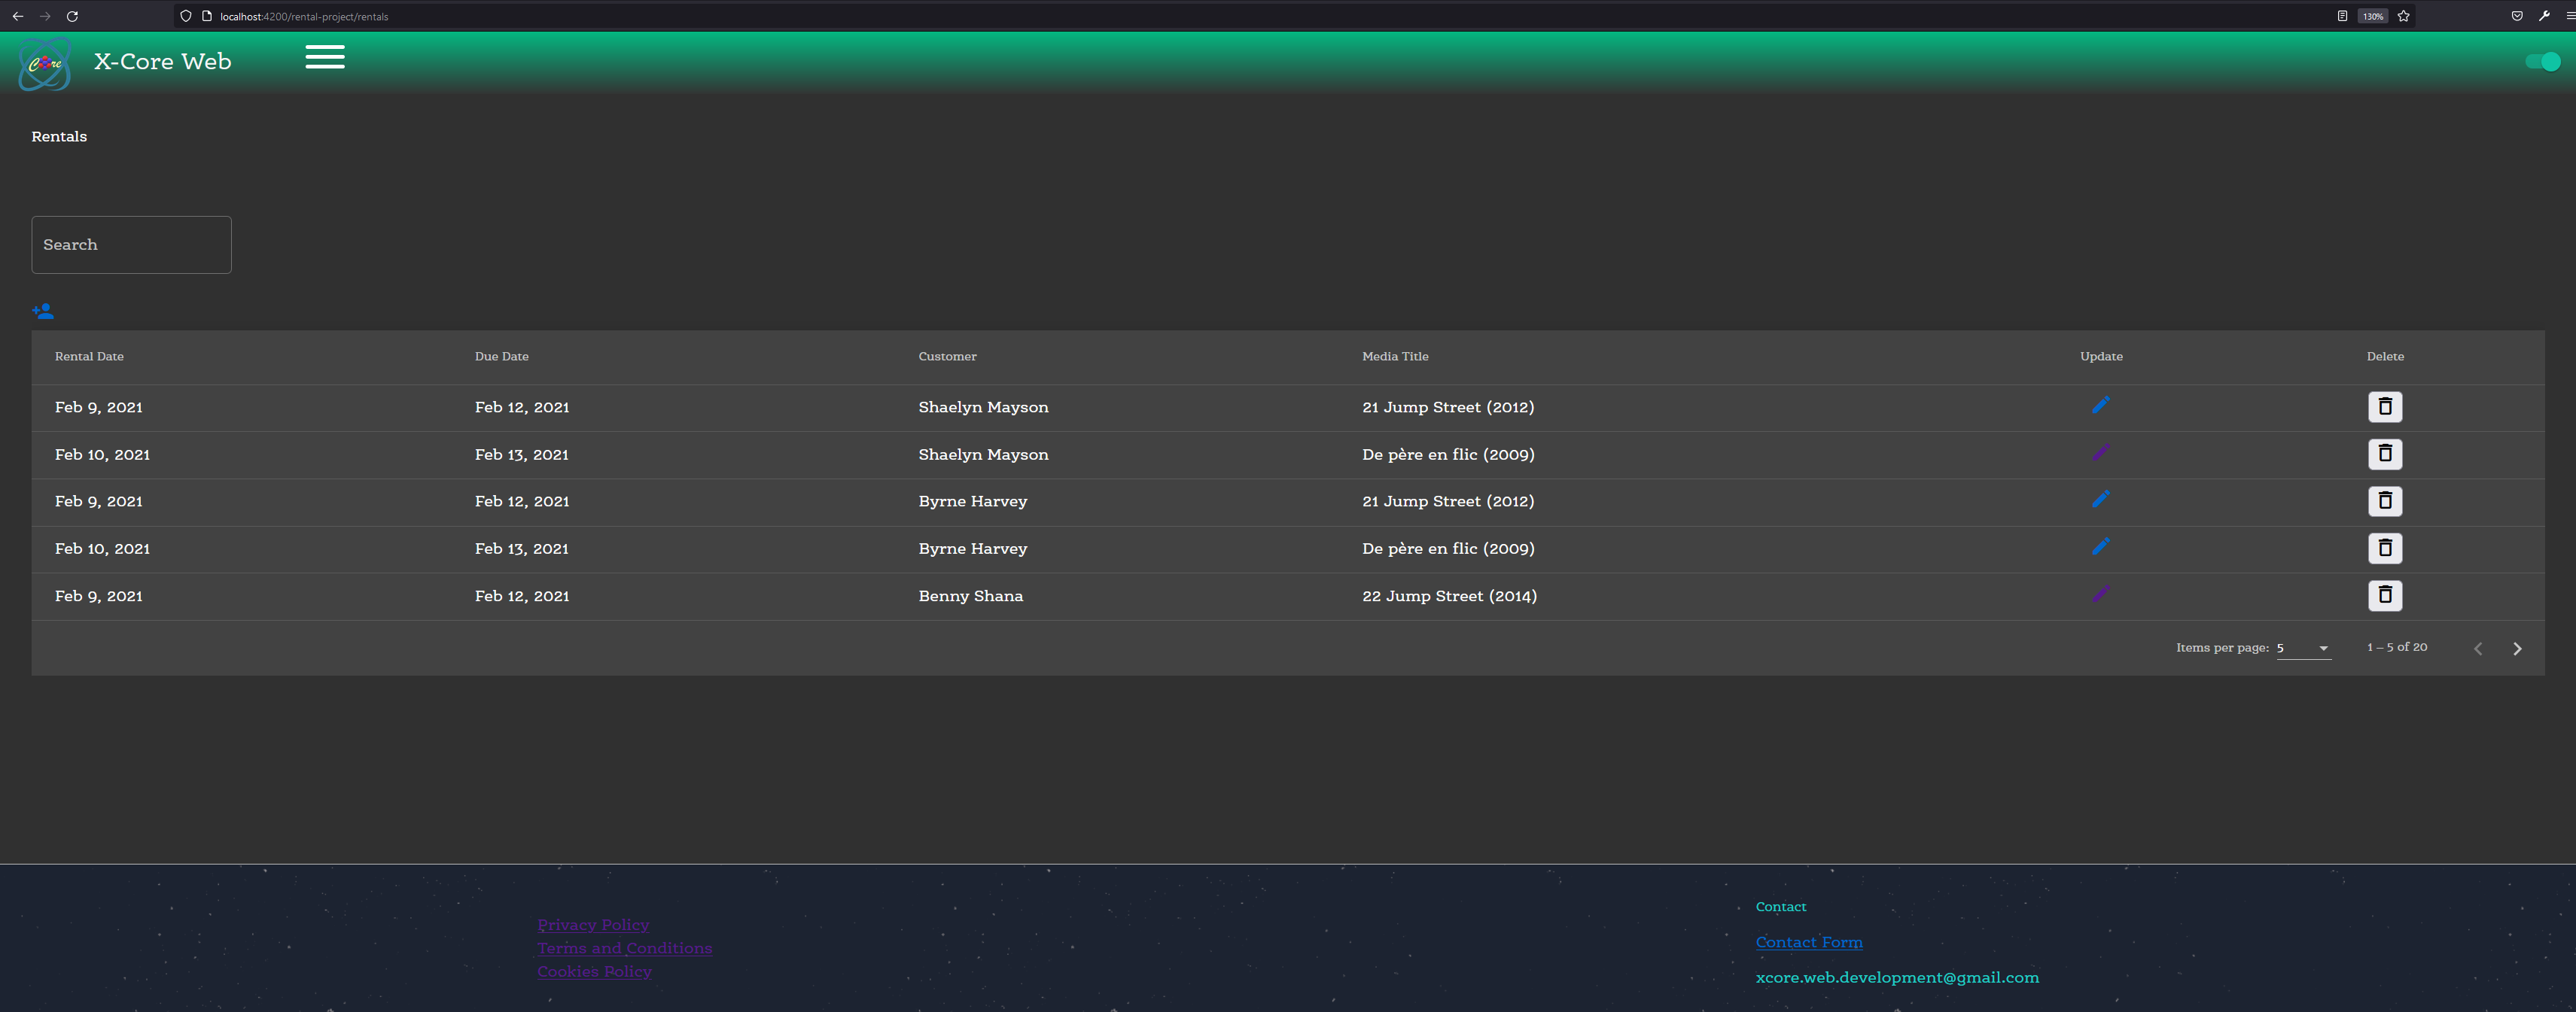 localhost:4200/rental-project/rentals
130%
Core
X-Core Web
Rentals
Search
Rental Date Due Date Customer Media Title Update Delete
Feb 9, 2021 Feb 12, 2021 Shaelyn Mayson 21 Jump Street (2012)
Feb 10, 2021 Feb 13, 2021 Shaelyn Mayson De père en flic (2009)
Feb 9, 2021 Feb 12, 2021 Byrne Harvey 21 Jump Street (2012)
Feb 10, 2021 Feb 13, 2021 Byrne Harvey De père en flic (2009)
Feb 9, 2021 Feb 12, 2021 Benny Shana 22 Jump Street (2014)
Items per page: 5 1 – 5 of 20
Privacy Policy
Terms and Conditions
Cookies Policy
Contact
Contact Form
xcore.web.development@gmail.com